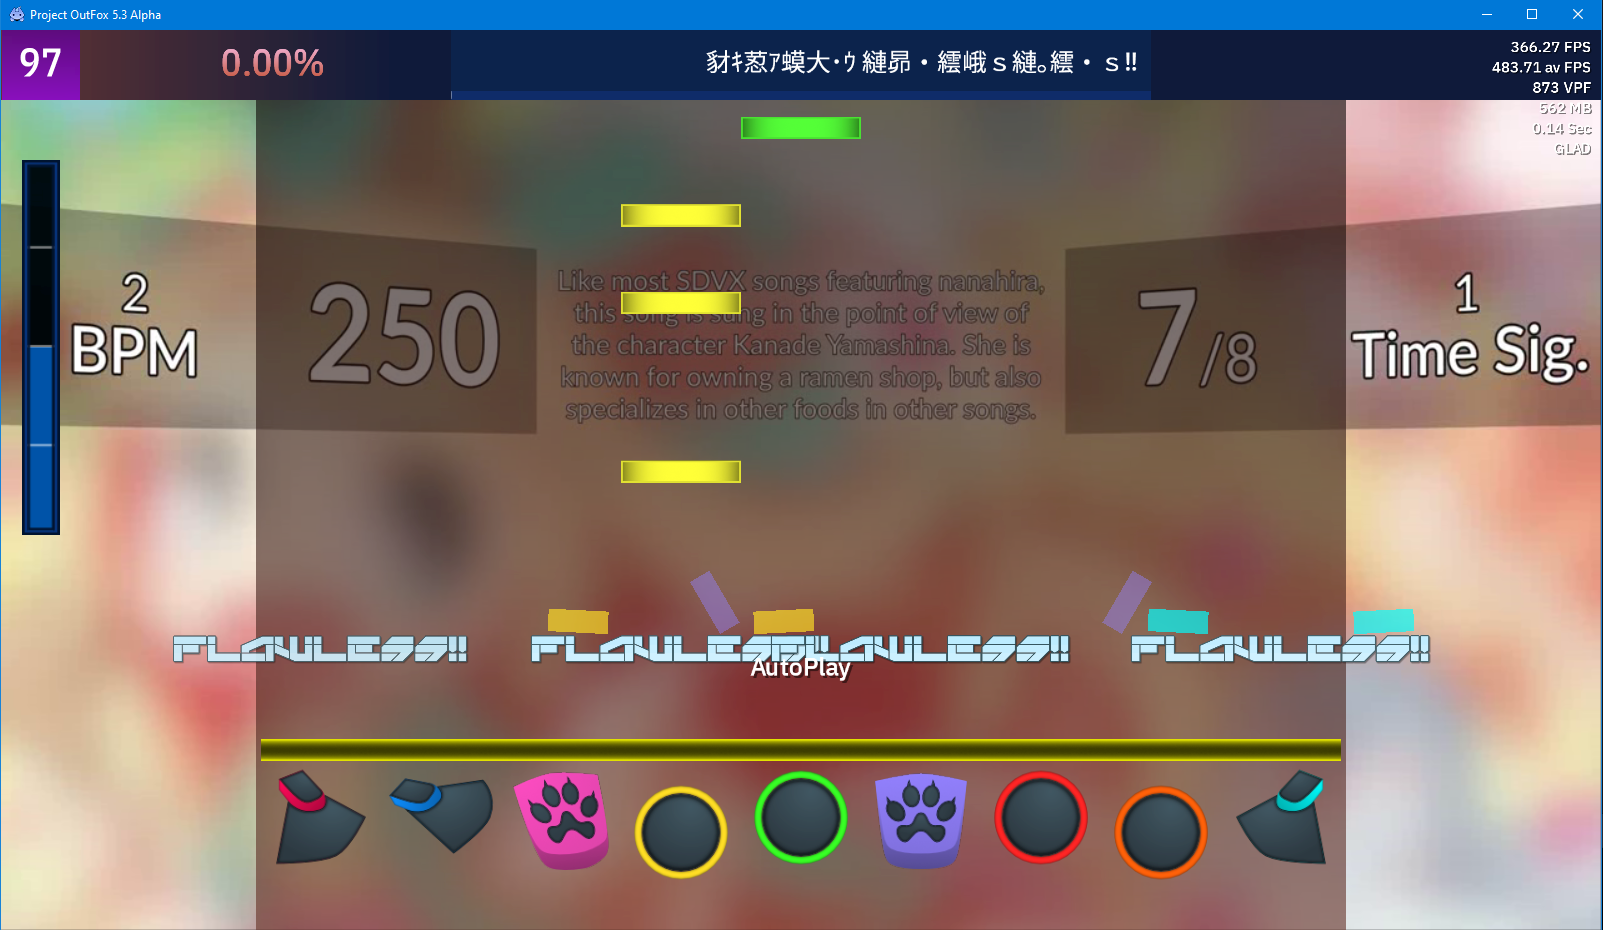 Project OutFox 5.3 Alpha
97
0.00%
豺ｷ葱ｱ蟆大･ｳ縺昴・繧峨ｓ縺｡繧・ｓ!!
366.27 FPS
483.71 av FPS
873 VPF
562 MB
0.14 Sec
GLAD
2
BPM
250
Like most SDVX songs featuring nanahira,
this song is sung in the point of view of
the character Kanade Yamashina. She is
known for owning a ramen shop, but also
specializes in other foods in other songs.
7/8
1
Time Sig.
FLAWLESS!!
FLAWLESS!!
FLAWLESS!!
FLAWLESS!!
AutoPlay